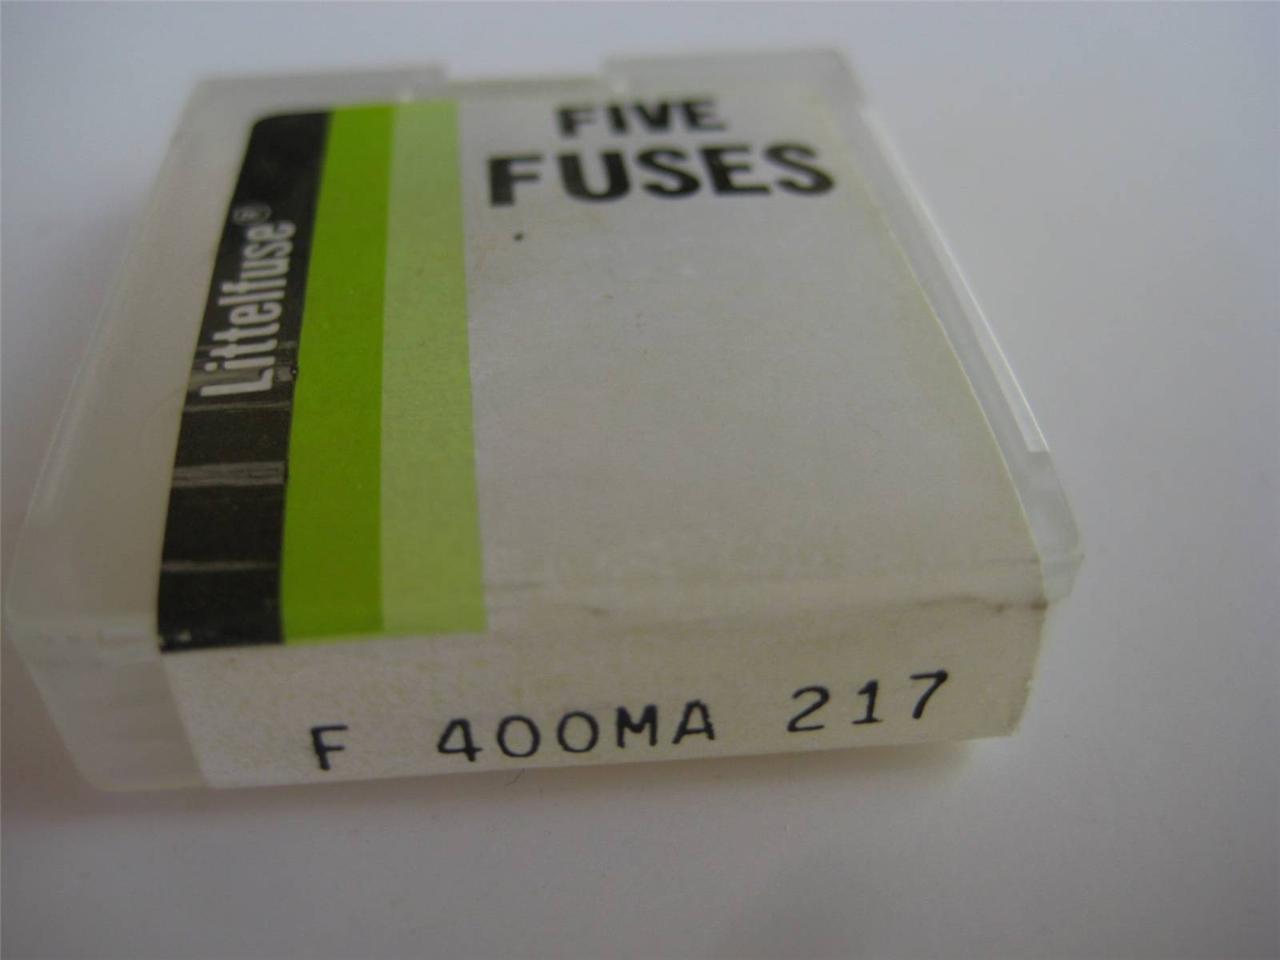 FIVE
FUSES
Littelfuse®
F 400MA 217